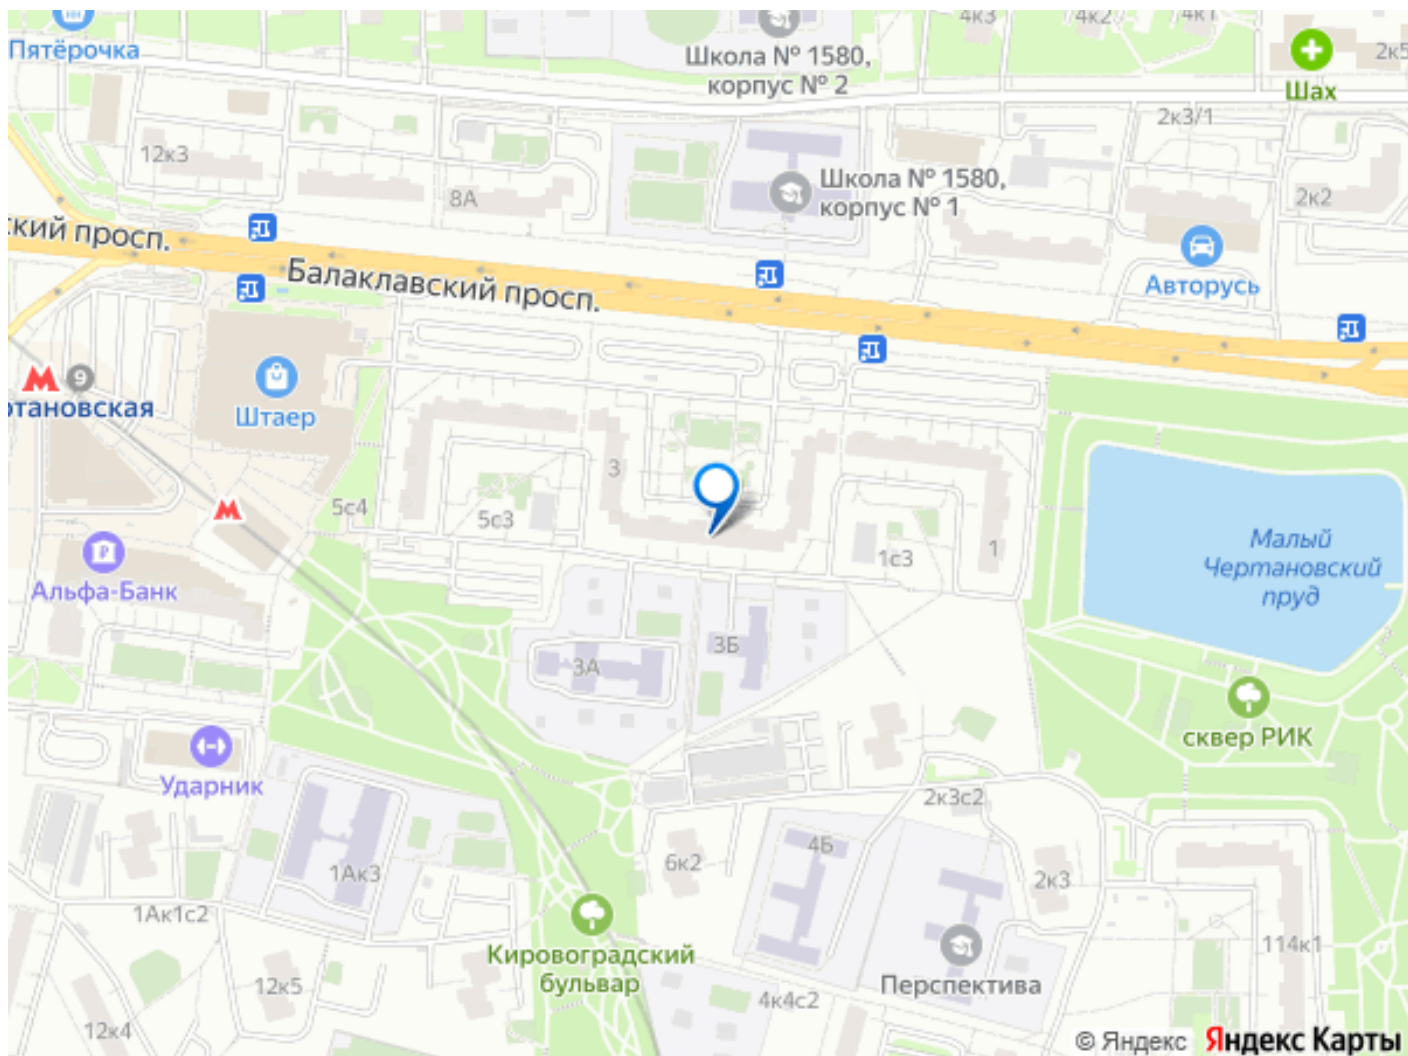 Пятёрочка
Школа № 1580,
корпус № 2
4к3
4к2
4к1
2к5
Шах
2к3/1
12к3
8А
Школа № 1580,
корпус № 1
2к2
ский просп.
Балаклавский просп.
Авторусь
9
ртановская
Штаер
3
5с4
5с3
1с3
1
Малый
Чертановский
пруд
Альфа-Банк
3А
3Б
сквер РИК
Ударник
2к3с2
1Ак3
6к2
4Б
2к3
1Ак1с2
Кировоградский
бульвар
114к1
12к5
Перспектива
4к4с2
12к4
© Яндекс Яндекс Карты